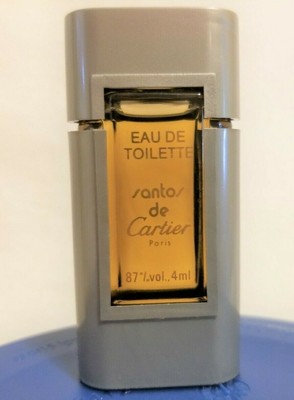 EAU DE
TOILETTE
santos
de
Cartier
Paris
87°/.vol., 4ml